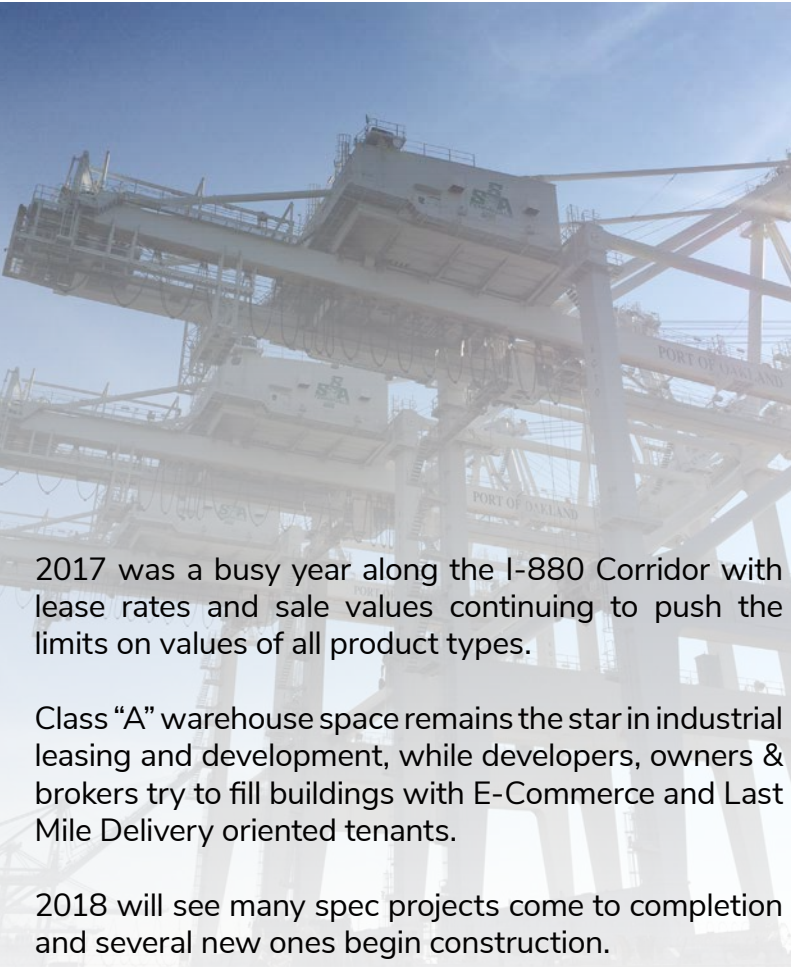 S
SSA
PORT OF OAKLAND
S
SSA
PORT OF OAKLAND
2017 was a busy year along the I-880 Corridor with
lease rates and sale values continuing to push the
limits on values of all product types.
Class “A” warehouse space remains the star in industrial
leasing and development, while developers, owners &
brokers try to fill buildings with E-Commerce and Last
Mile Delivery oriented tenants.
2018 will see many spec projects come to completion
and several new ones begin construction.